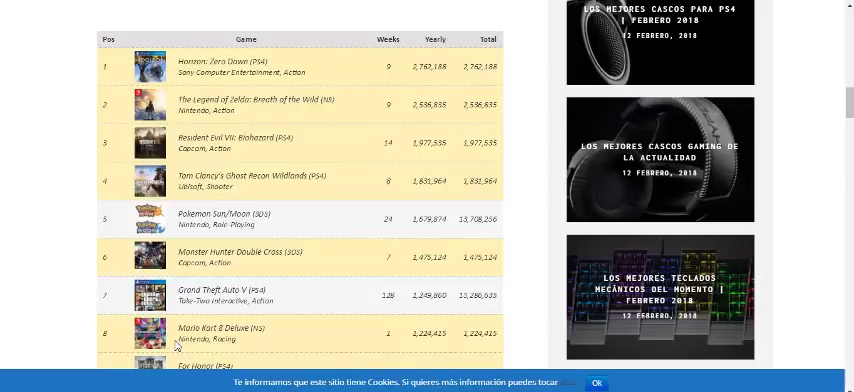 Pos Game Weeks Yearly Total
1 Horizon: Zero Dawn (PS4) 9 2,762,188 2,762,188
Sony Computer Entertainment, Action
2 The Legend of Zelda: Breath of the Wild (NS) 9 2,536,835 2,536,835
Nintendo, Action
3 Resident Evil VII: Biohazard (PS4) 14 1,977,535 1,977,535
Capcom, Action
4 Tom Clancy's Ghost Recon Wildlands (PS4) 8 1,831,964 1,831,964
Ubisoft, Shooter
5 Pokemon Sun/Moon (3DS) 24 1,679,874 13,708,256
Nintendo, Role-Playing
6 Monster Hunter Double Cross (3DS) 7 1,475,124 1,475,124
Capcom, Action
7 Grand Theft Auto V (PS4) 128 1,249,860 15,286,635
Take-Two Interactive, Action
8 Mario Kart 8 Deluxe (NS) 1 1,224,415 1,224,415
Nintendo, Racing
For Honor (PS4)
LOS MEJORES CASCOS PARA PS4
| FEBRERO 2018
12 FEBRERO, 2018
LOS MEJORES CASCOS GAMING DE
LA ACTUALIDAD
12 FEBRERO, 2018
LOS MEJORES TECLADOS
MECÁNICOS DEL MOMENTO |
FEBRERO 2018
12 FEBRERO, 2018
Te informamos que este sitio tiene Cookies. Si quieres más información puedes tocar Ok